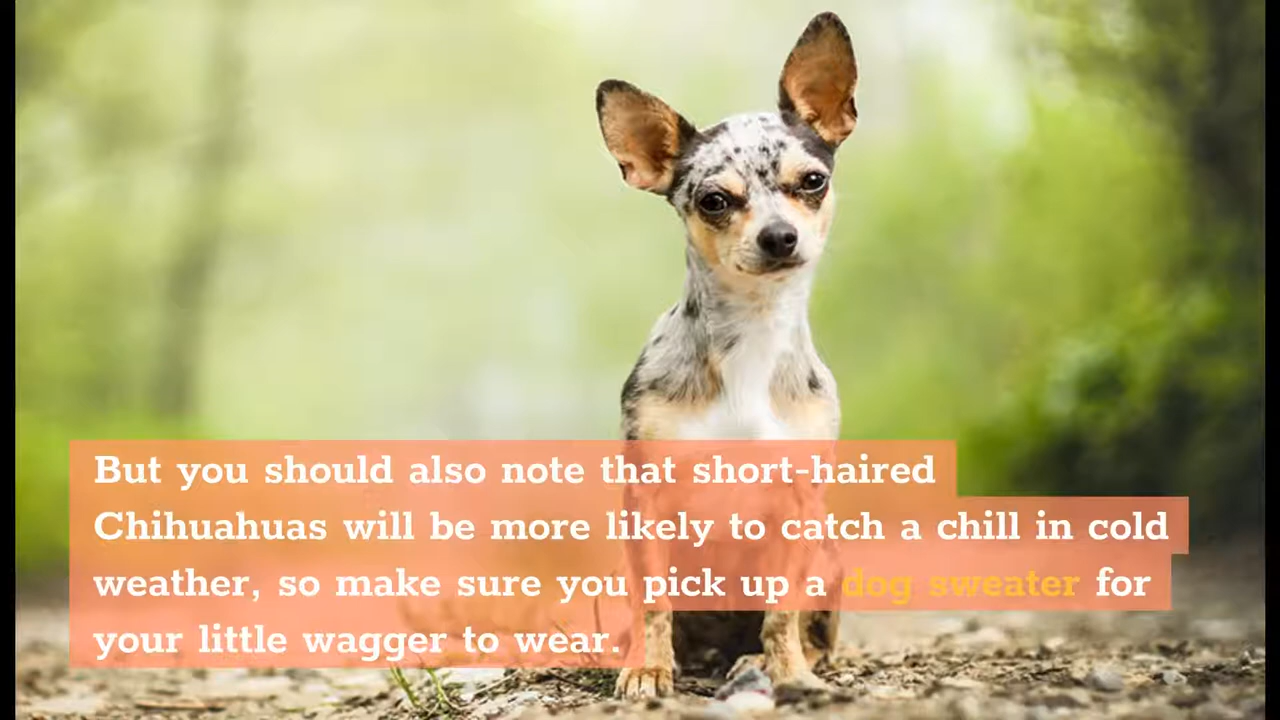 But you should also note that short-haired
Chihuahuas will be more likely to catch a chill in cold
weather, so make sure you pick up a dog sweater for
your little wagger to wear.